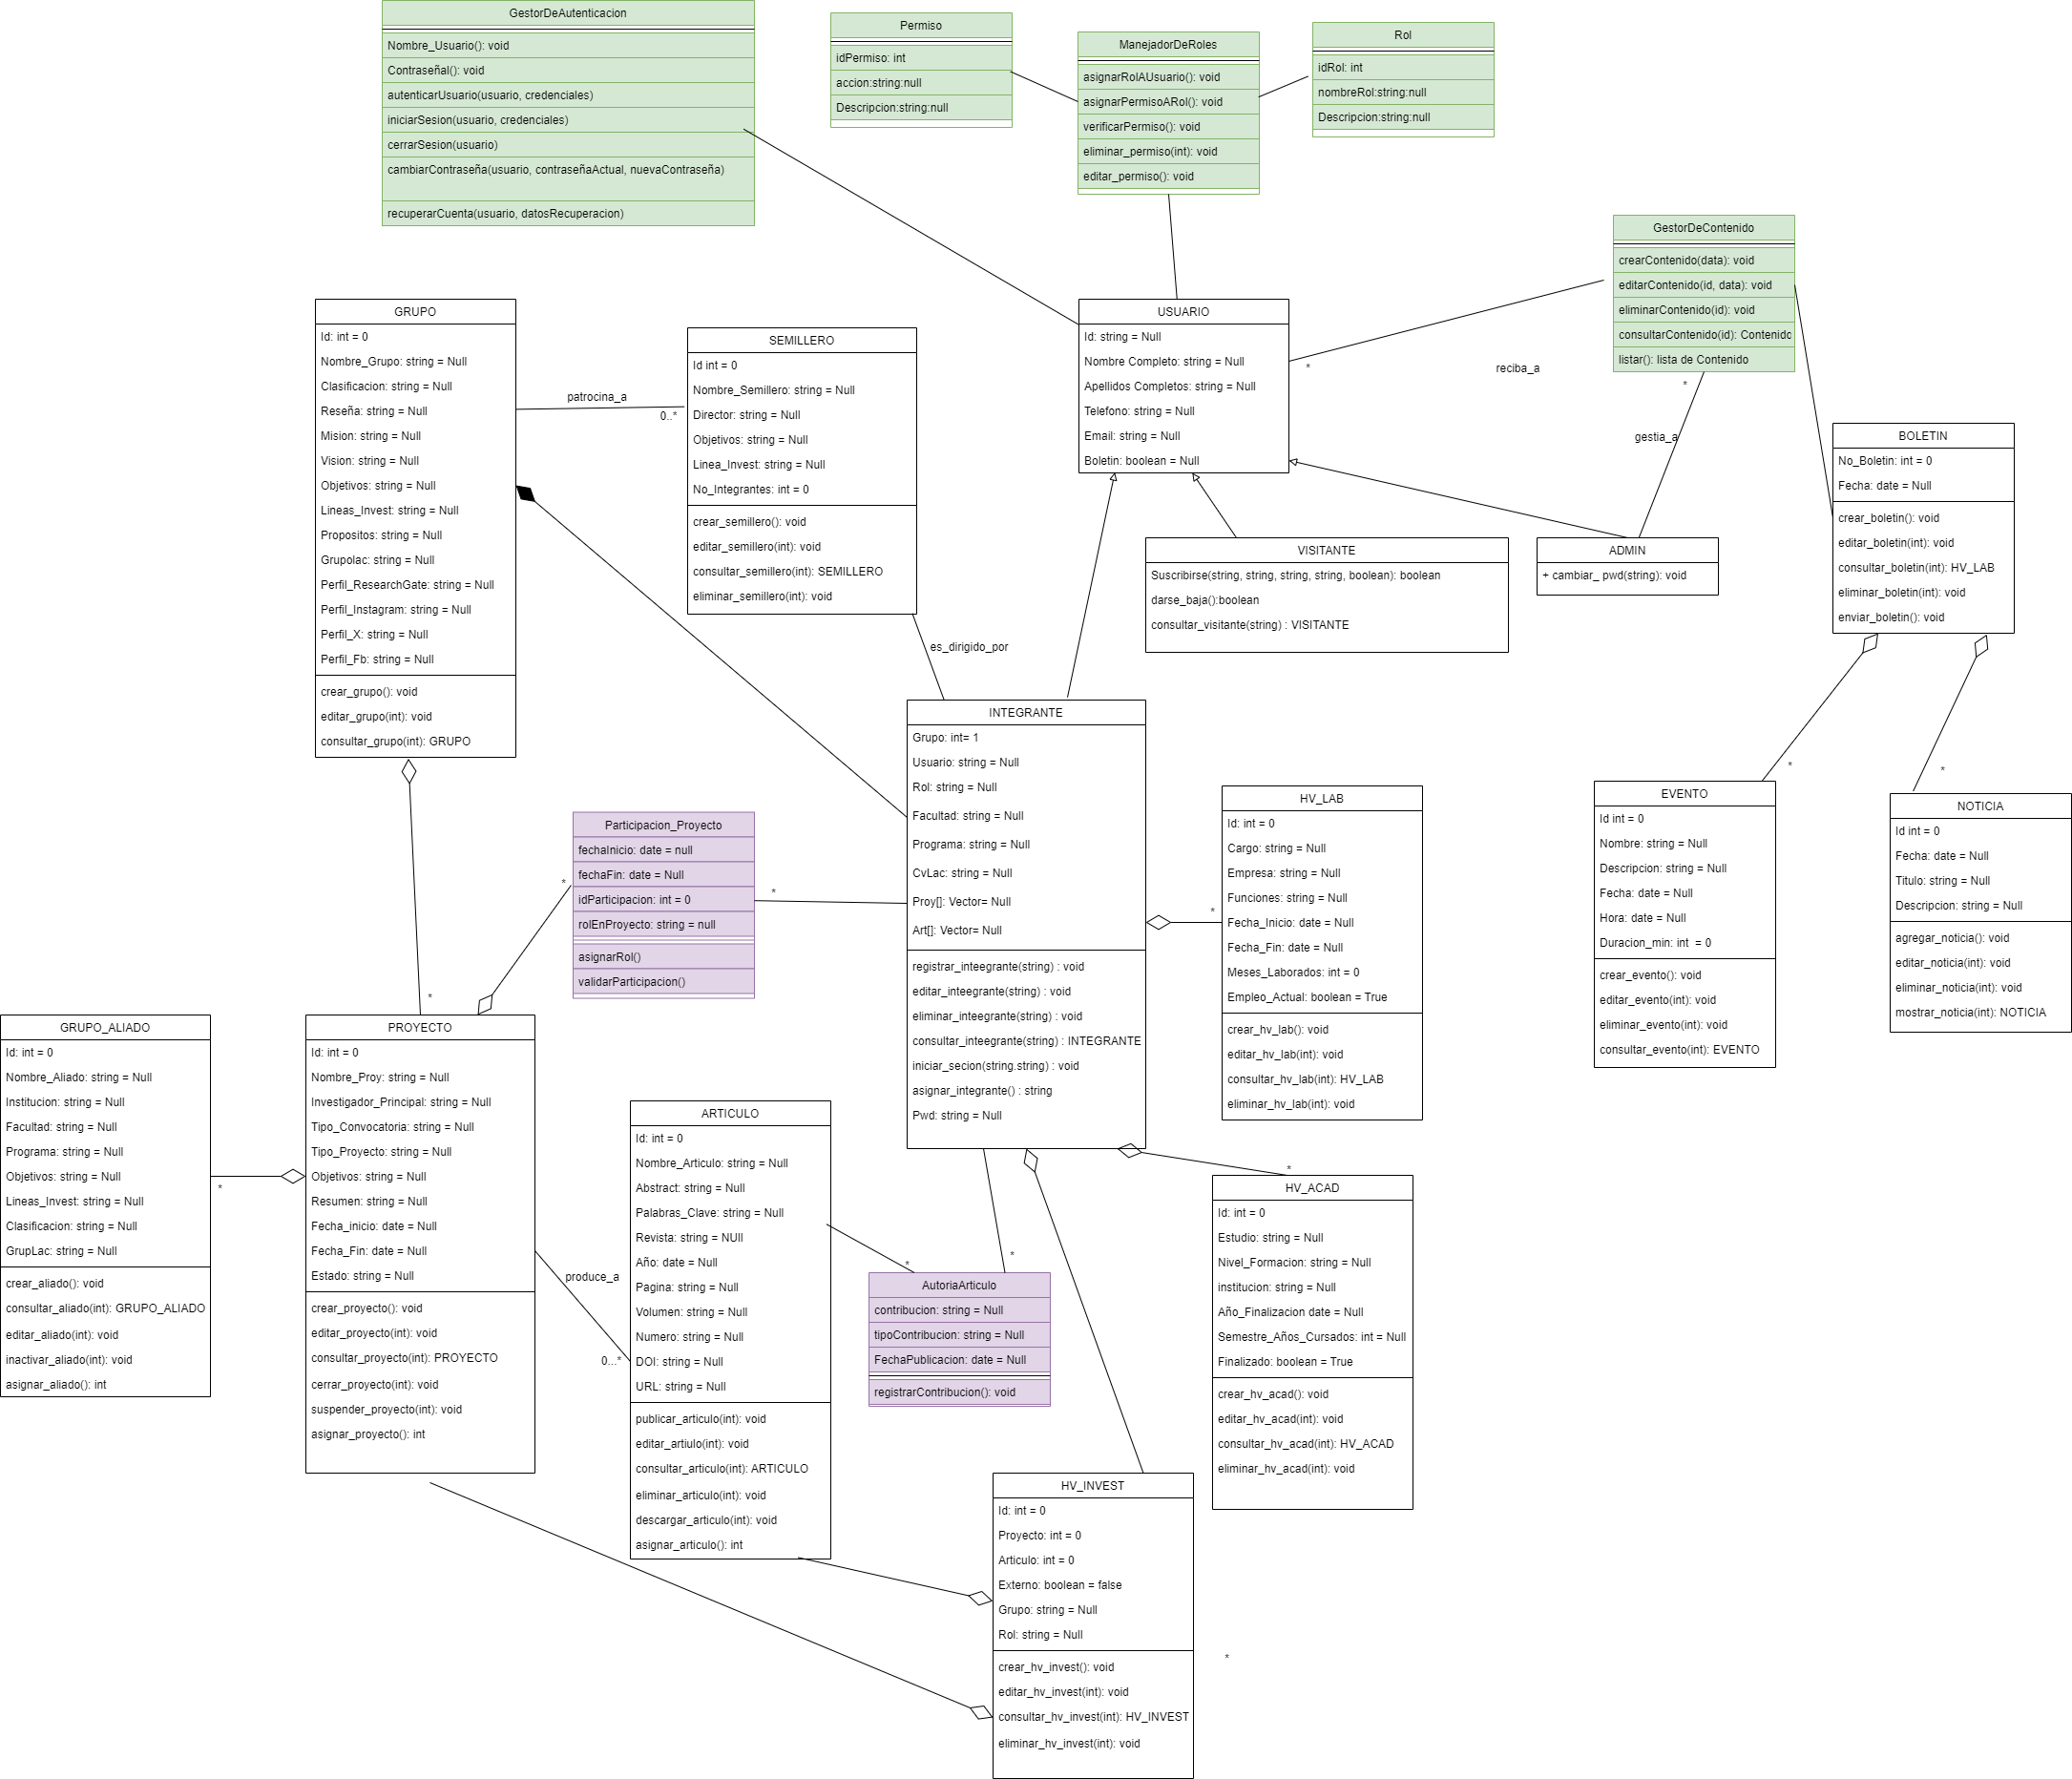 GestorDeAutenticacion
Nombre_Usuario(): void
Contraseñal(): void
autenticarUsuario(usuario, credenciales)
iniciarSesion(usuario, credenciales)
cerrarSesion(usuario)
cambiarContraseña(usuario, contraseñaActual, nuevaContraseña)
recuperarCuenta(usuario, datosRecuperacion)
Permiso
idPermiso: int
accion:string:null
Descripcion:string:null
ManejadorDeRoles
asignarRolAUsuario(): void
asignarPermisoARol(): void
verificarPermiso(): void
eliminar_permiso(int): void
editar_permiso(): void
Rol
idRol: int
nombreRol:string:null
Descripcion:string:null
GestorDeContenido
crearContenido(data): void
editarContenido(id, data): void
eliminarContenido(id): void
consultarContenido(id): Contenido
listar(): lista de Contenido
GRUPO
Id: int = 0
Nombre_Grupo: string = Null
Clasificacion: string = Null
Reseña: string = Null
Mision: string = Null
Vision: string = Null
Objetivos: string = Null
Lineas_Invest: string = Null
Propositos: string = Null
Grupolac: string = Null
Perfil_ResearchGate: string = Null
Perfil_Instagram: string = Null
Perfil_X: string = Null
Perfil_Fb: string = Null
crear_grupo(): void
editar_grupo(int): void
consultar_grupo(int): GRUPO
patrocina_a
0..*
SEMILLERO
Id int = 0
Nombre_Semillero: string = Null
Director: string = Null
Objetivos: string = Null
Linea_Invest: string = Null
No_Integrantes: int = 0
crear_semillero(): void
editar_semillero(int): void
consultar_semillero(int): SEMILLERO
eliminar_semillero(int): void
es_dirigido_por
USUARIO
Id: string = Null
Nombre Completo: string = Null
Apellidos Completos: string = Null
Telefono: string = Null
Email: string = Null
Boletin: boolean = Null
*
reciba_a
*
gestia_a
VISITANTE
Suscribirse(string, string, string, string, boolean): boolean
darse_baja():boolean
consultar_visitante(string) : VISITANTE
ADMIN
+ cambiar_ pwd(string): void
BOLETIN
No_Boletin: int = 0
Fecha: date = Null
crear_boletin(): void
editar_boletin(int): void
consultar_boletin(int): HV_LAB
eliminar_boletin(int): void
enviar_boletin(): void
*
*
EVENTO
Id int = 0
Nombre: string = Null
Descripcion: string = Null
Fecha: date = Null
Hora: date = Null
Duracion_min: int  = 0
crear_evento(): void
editar_evento(int): void
eliminar_evento(int): void
consultar_evento(int): EVENTO
NOTICIA
Id int = 0
Fecha: date = Null
Titulo: string = Null
Descripcion: string = Null
agregar_noticia(): void
editar_noticia(int): void
eliminar_noticia(int): void
mostrar_noticia(int): NOTICIA
INTEGRANTE
Grupo: int= 1
Usuario: string = Null
Rol: string = Null
Facultad: string = Null
Programa: string = Null
CvLac: string = Null
Proy[]: Vector= Null
Art[]: Vector= Null
registrar_inteegrante(string) : void
editar_inteegrante(string) : void
eliminar_inteegrante(string) : void
consultar_inteegrante(string) : INTEGRANTE
iniciar_secion(string.string) : void
asignar_integrante() : string
Pwd: string = Null
HV_LAB
Id: int = 0
Cargo: string = Null
Empresa: string = Null
Funciones: string = Null
Fecha_Inicio: date = Null
Fecha_Fin: date = Null
Meses_Laborados: int = 0
Empleo_Actual: boolean = True
crear_hv_lab(): void
editar_hv_lab(int): void
consultar_hv_lab(int): HV_LAB
eliminar_hv_lab(int): void
*
Participacion_Proyecto
fechaInicio: date = null
fechaFin: date = Null
idParticipacion: int = 0
rolEnProyecto: string = null
asignarRol()
validarParticipacion()
*
*
*
GRUPO_ALIADO
Id: int = 0
Nombre_Aliado: string = Null
Institucion: string = Null
Facultad: string = Null
Programa: string = Null
Objetivos: string = Null
Lineas_Invest: string = Null
Clasificacion: string = Null
GrupLac: string = Null
crear_aliado(): void
consultar_aliado(int): GRUPO_ALIADO
editar_aliado(int): void
inactivar_aliado(int): void
asignar_aliado(): int
*
PROYECTO
Id: int = 0
Nombre_Proy: string = Null
Investigador_Principal: string = Null
Tipo_Convocatoria: string = Null
Tipo_Proyecto: string = Null
Objetivos: string = Null
Resumen: string = Null
Fecha_inicio: date = Null
Fecha_Fin: date = Null
Estado: string = Null
crear_proyecto(): void
editar_proyecto(int): void
consultar_proyecto(int): PROYECTO
cerrar_proyecto(int): void
suspender_proyecto(int): void
asignar_proyecto(): int
produce_a
0...*
ARTICULO
Id: int = 0
Nombre_Articulo: string = Null
Abstract: string = Null
Palabras_Clave: string = Null
Revista: string = NUll
Año: date = Null
Pagina: string = Null
Volumen: string = Null
Numero: string = Null
DOI: string = Null
URL: string = Null
publicar_articulo(int): void
editar_artiulo(int): void
consultar_articulo(int): ARTICULO
eliminar_articulo(int): void
descargar_articulo(int): void
asignar_articulo(): int
*
*
AutoriaArticulo
contribucion: string = Null
tipoContribucion: string = Null
FechaPublicacion: date = Null
registrarContribucion(): void
*
HV_ACAD
Id: int = 0
Estudio: string = Null
Nivel_Formacion: string = Null
institucion: string = Null
Año_Finalizacion date = Null
Semestre_Años_Cursados: int = Null
Finalizado: boolean = True
crear_hv_acad(): void
editar_hv_acad(int): void
consultar_hv_acad(int): HV_ACAD
eliminar_hv_acad(int): void
HV_INVEST
Id: int = 0
Proyecto: int = 0
Articulo: int = 0
Externo: boolean = false
Grupo: string = Null
Rol: string = Null
crear_hv_invest(): void
editar_hv_invest(int): void
consultar_hv_invest(int): HV_INVEST
eliminar_hv_invest(int): void
*